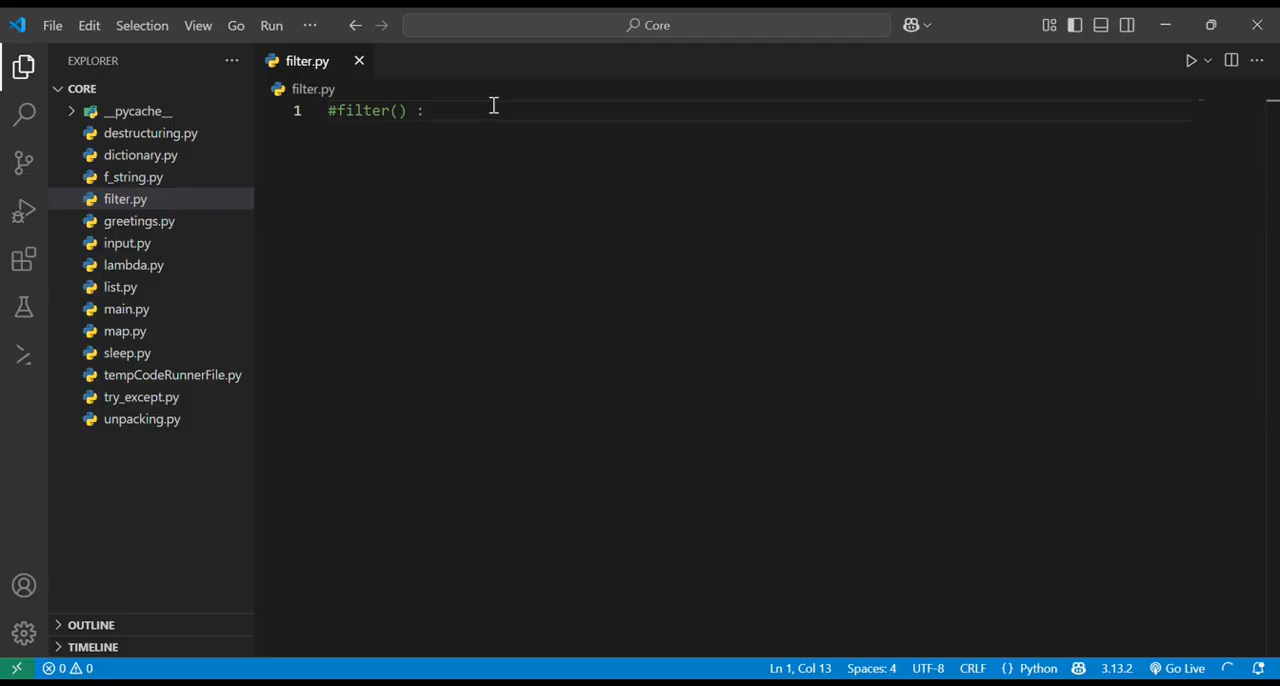 File Edit Selection View Go Run ··· Core
EXPLORER ···
CORE
__pycache__
destructuring.py
dictionary.py
f_string.py
filter.py
greetings.py
input.py
lambda.py
list.py
main.py
map.py
sleep.py
tempCodeRunnerFile.py
try_except.py
unpacking.py
OUTLINE
TIMELINE
filter.py
filter.py
1 #filter() :
0 0 Ln 1, Col 13 Spaces: 4 UTF-8 CRLF {} Python 3.13.2 Go Live